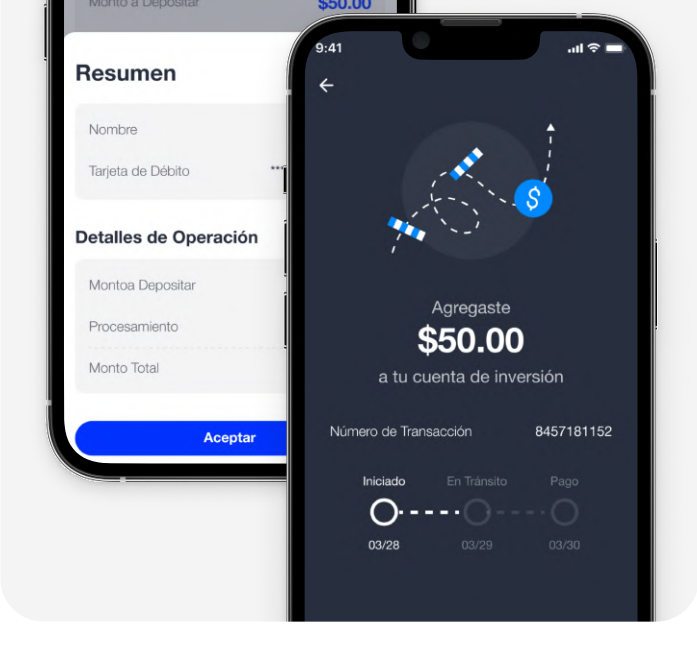 Monto a Depositar
$50.00
Resumen
Nombre
Tarjeta de Débito
Detalles de Operación
Montoa Depositar
Procesamiento
Monto Total
Aceptar
9:41
$
Agregaste
$50.00
a tu cuenta de inversión
Número de Transacción 8457181152
Iniciado En Tránsito Pago
03/28 03/29 03/30